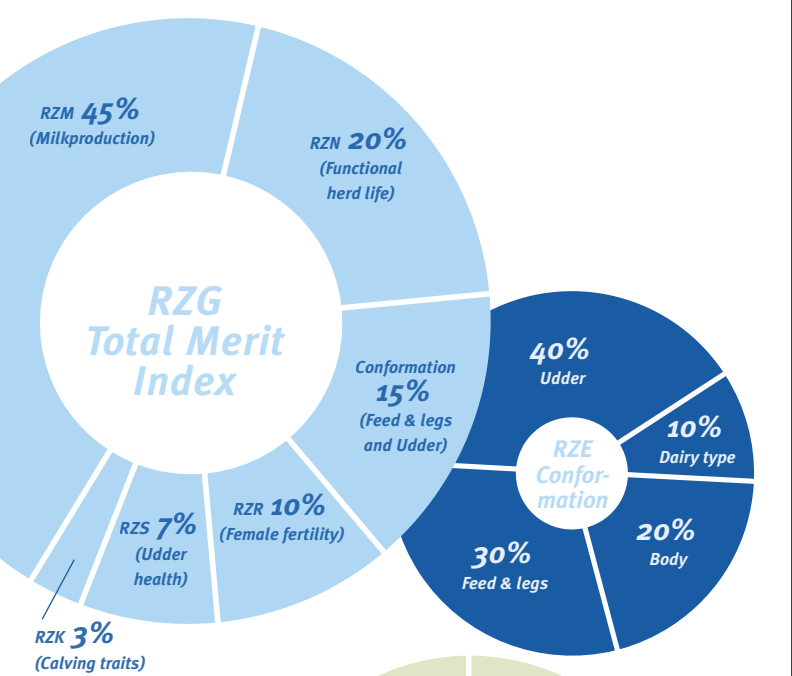 RZM 45%
(Milkproduction)
RZN 20%
(Functional
herd life)
RZG
Total Merit
Index
Conformation
15%
(Feed & legs
and Udder)
RZR 10%
(Female fertility)
RZS 7%
(Udder
health)
RZK 3%
(Calving traits)
40%
Udder
10%
Dairy type
RZE
Confor-
mation
20%
Body
30%
Feed & legs